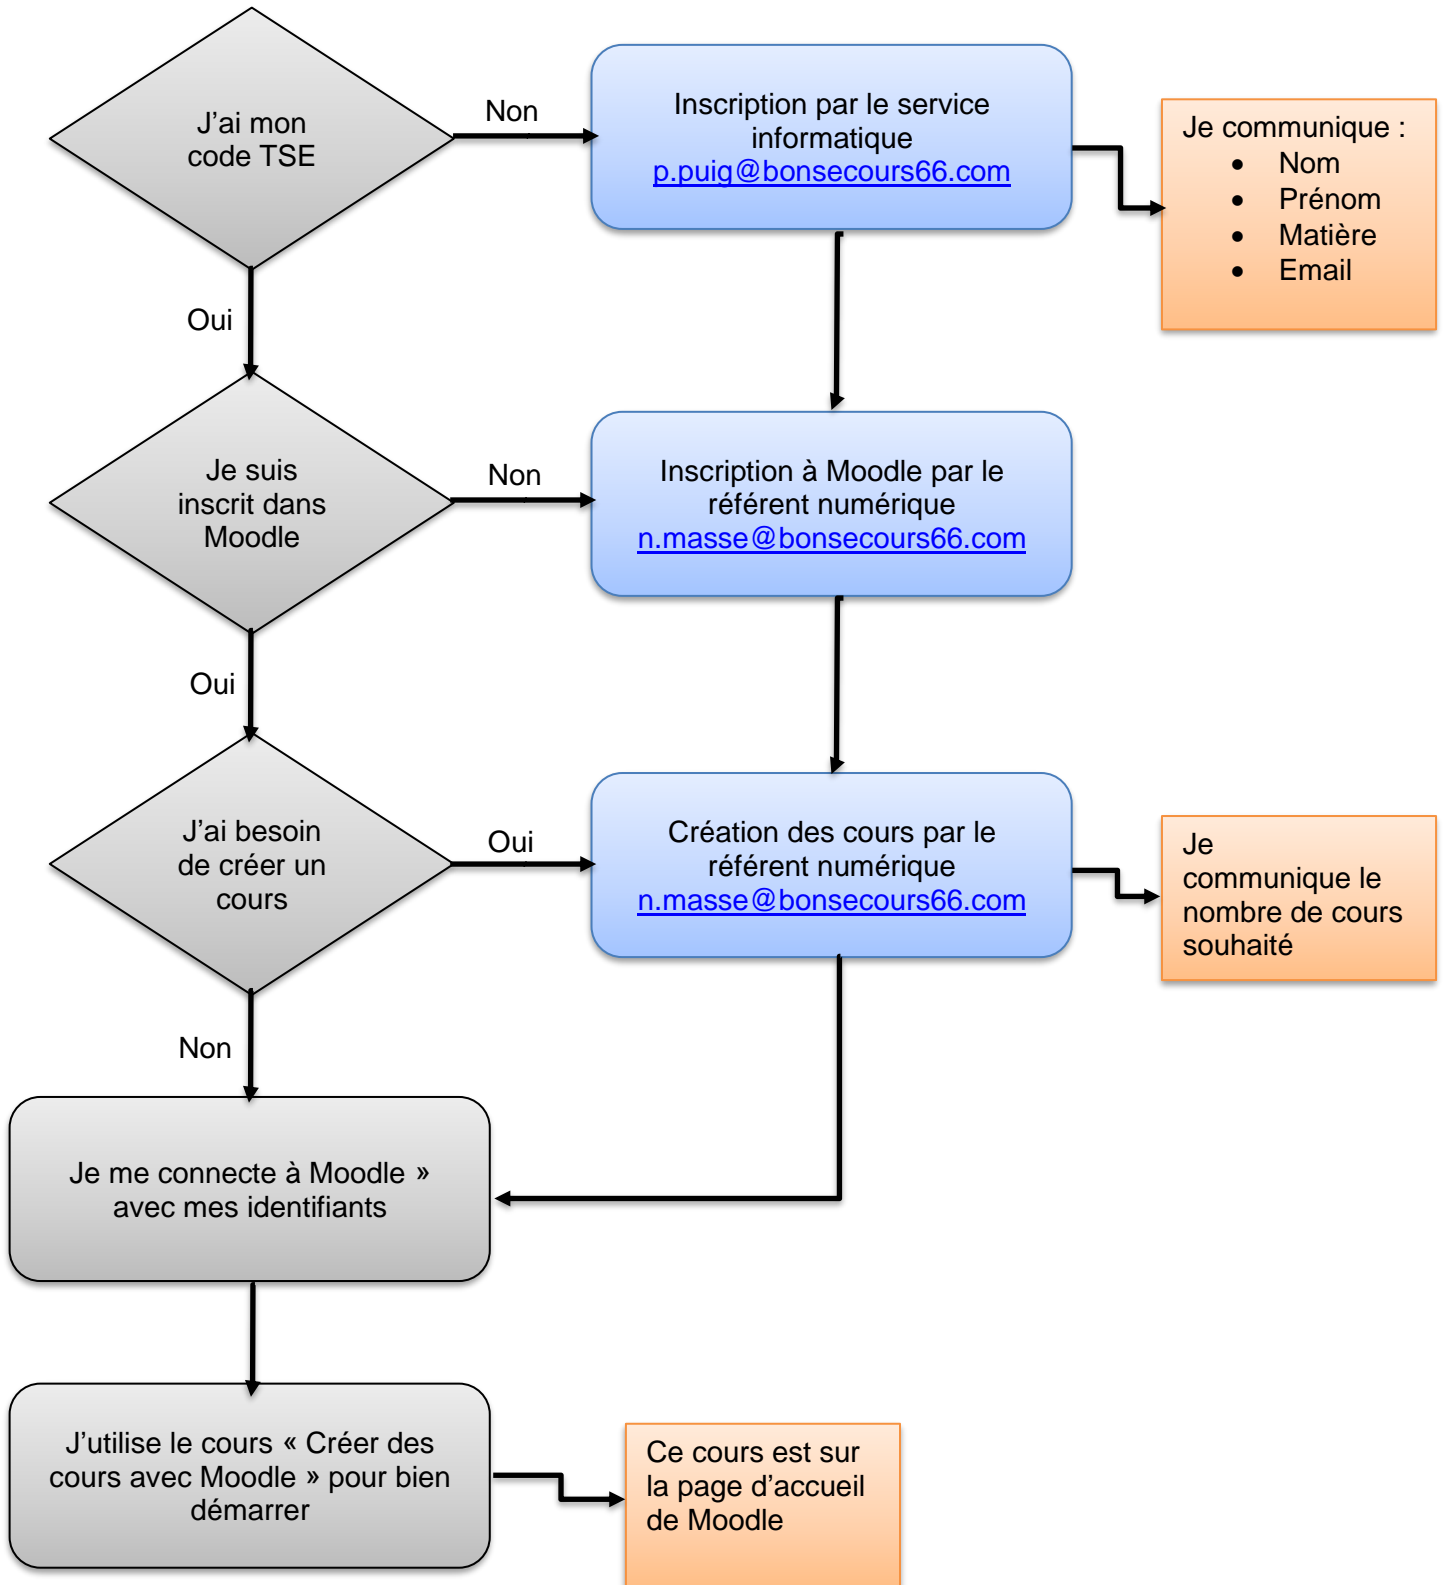 J’ai mon
code TSE
Non
Inscription par le service
informatique
p.puig@bonsecours66.com
Je communique :
• Nom
• Prénom
• Matière
• Email
Oui
Je suis
inscrit dans
Moodle
Non
Inscription à Moodle par le
référent numérique
n.masse@bonsecours66.com
Oui
J’ai besoin
de créer un
cours
Oui
Création des cours par le
référent numérique
n.masse@bonsecours66.com
Je
communique le
nombre de cours
souhaité
Non
Je me connecte à Moodle »
avec mes identifiants
J’utilise le cours « Créer des
cours avec Moodle » pour bien
démarrer
Ce cours est sur
la page d’accueil
de Moodle